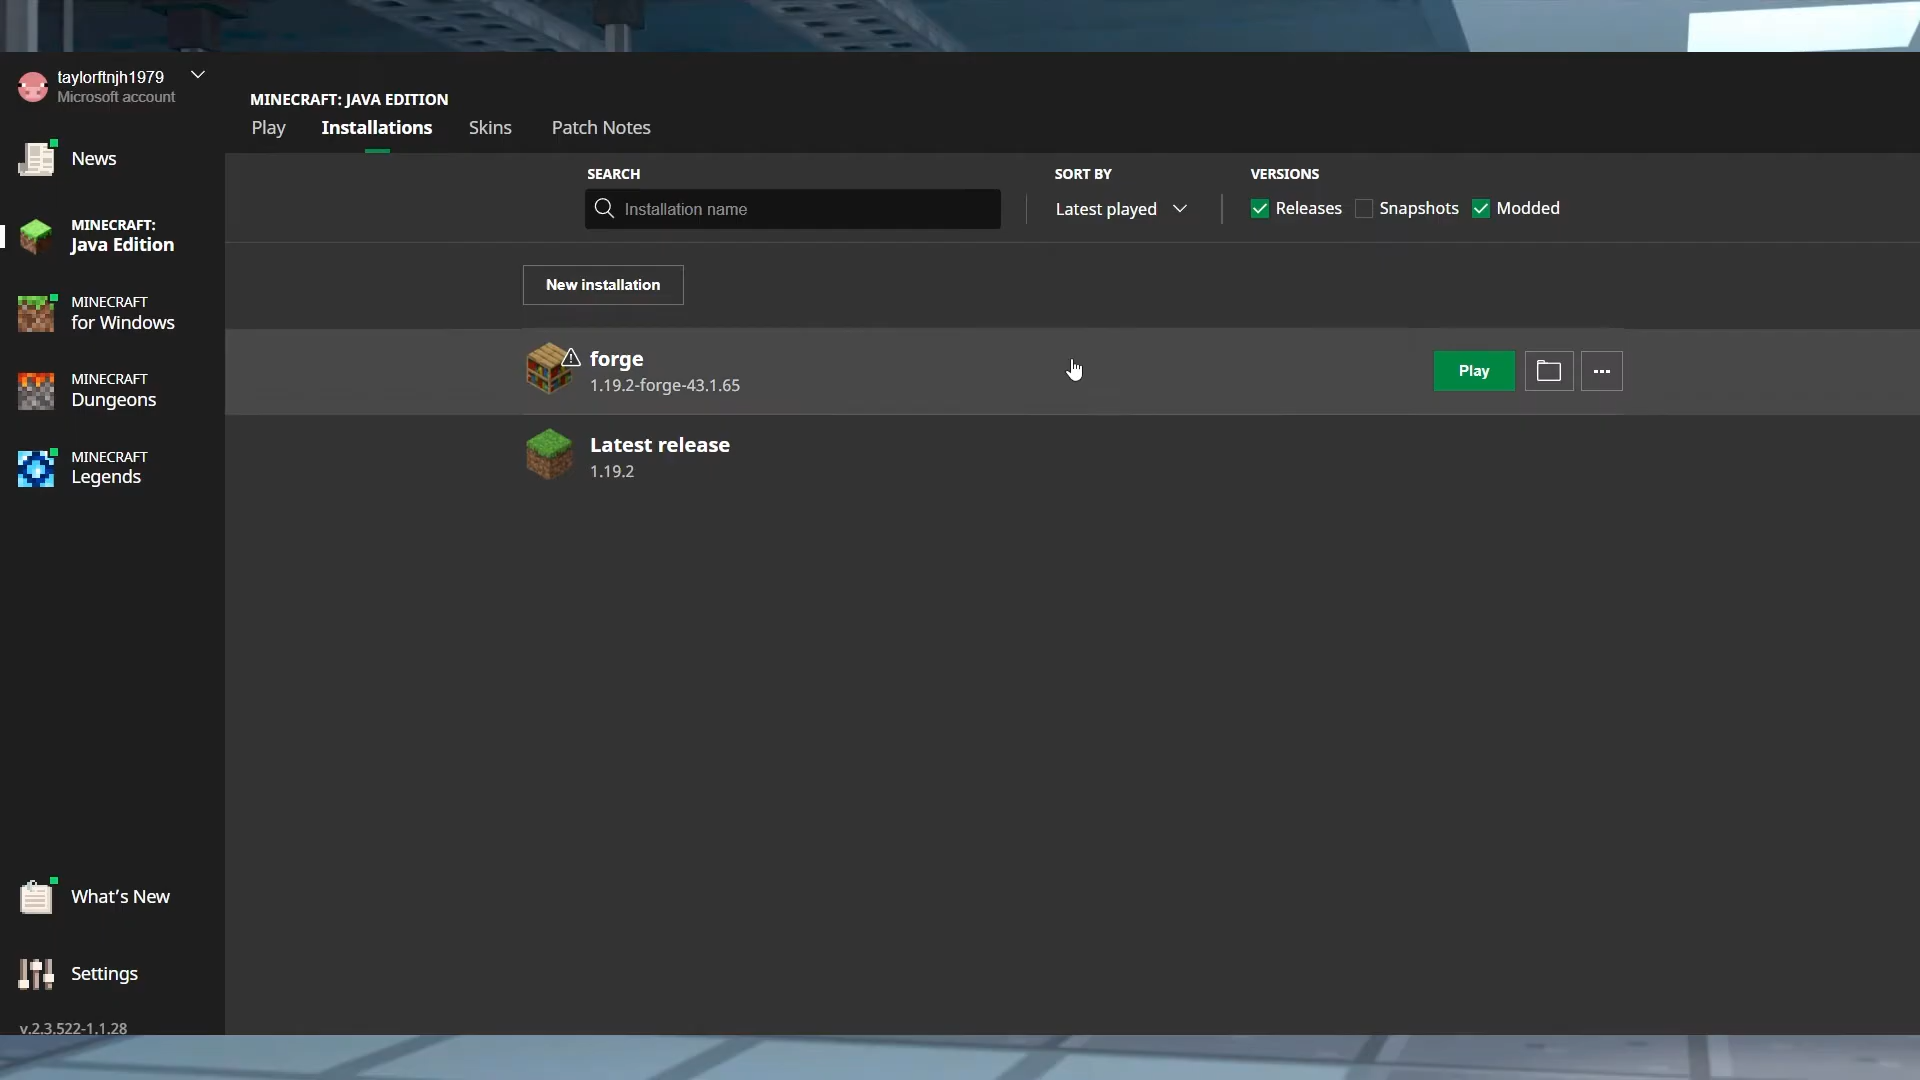 taylorftnjh1979
Microsoft account
News
MINECRAFT:
Java Edition
MINECRAFT
for Windows
MINECRAFT
Dungeons
MINECRAFT
Legends
What's New
Settings
v.2.3.522-1.1.28
MINECRAFT: JAVA EDITION
Play Installations Skins Patch Notes
SEARCH SORT BY VERSIONS
Installation name Latest played Releases Snapshots Modded
New installation
forge
1.19.2-forge-43.1.65
Play
Latest release
1.19.2